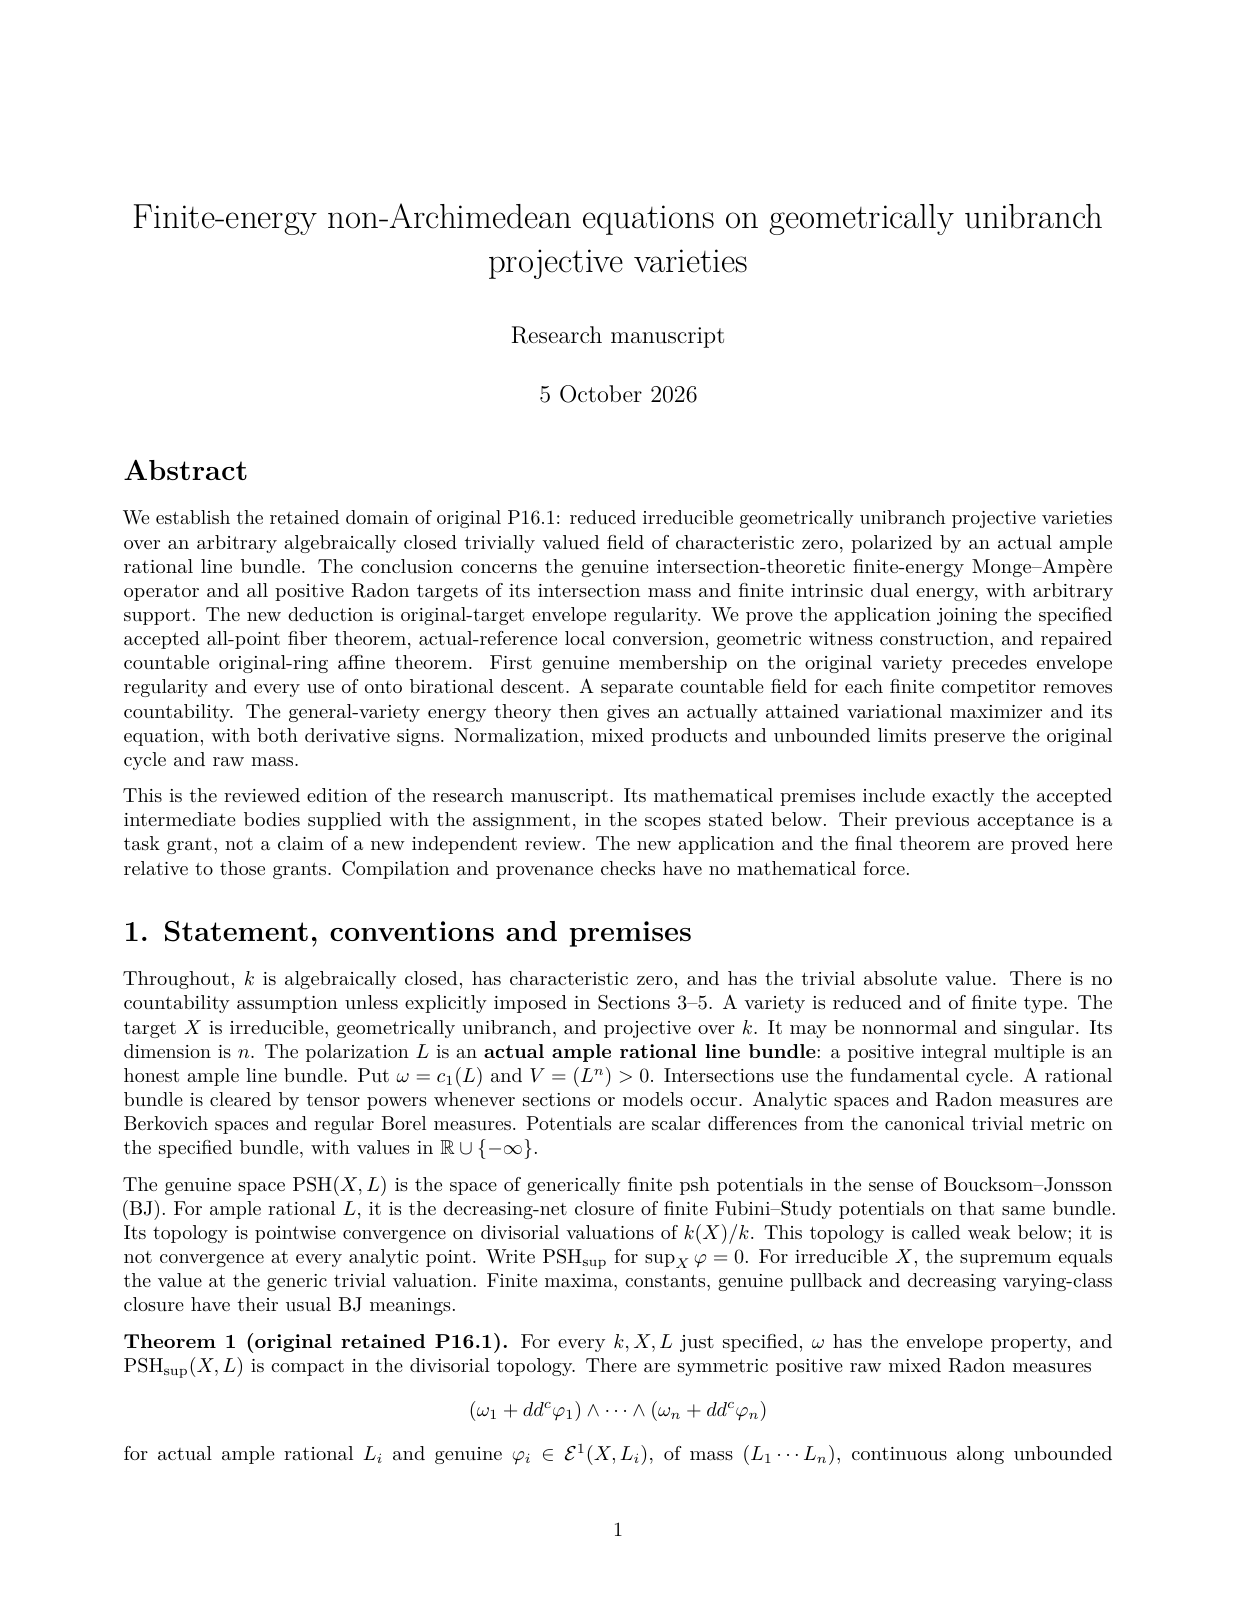 Finite-energy non-Archimedean equations on geometrically unibranch
projective varieties
Research manuscript
5 October 2026
Abstract
We establish the retained domain of original P16.1: reduced irreducible geometrically unibranch projective varieties
over an arbitrary algebraically closed trivially valued field of characteristic zero, polarized by an actual ample
rational line bundle. The conclusion concerns the genuine intersection-theoretic finite-energy Monge–Ampère
operator and all positive Radon targets of its intersection mass and finite intrinsic dual energy, with arbitrary
support. The new deduction is original-target envelope regularity. We prove the application joining the specified
accepted all-point fiber theorem, actual-reference local conversion, geometric witness construction, and repaired
countable original-ring affine theorem. First genuine membership on the original variety precedes envelope
regularity and every use of onto birational descent. A separate countable field for each finite competitor removes
countability. The general-variety energy theory then gives an actually attained variational maximizer and its
equation, with both derivative signs. Normalization, mixed products and unbounded limits preserve the original
cycle and raw mass.
This is the reviewed edition of the research manuscript. Its mathematical premises include exactly the accepted
intermediate bodies supplied with the assignment, in the scopes stated below. Their previous acceptance is a
task grant, not a claim of a new independent review. The new application and the final theorem are proved here
relative to those grants. Compilation and provenance checks have no mathematical force.
1. Statement, conventions and premises
Throughout, k is algebraically closed, has characteristic zero, and has the trivial absolute value. There is no
countability assumption unless explicitly imposed in Sections 3–5. A variety is reduced and of finite type. The
target X is irreducible, geometrically unibranch, and projective over k. It may be nonnormal and singular. Its
dimension is n. The polarization L is an actual ample rational line bundle: a positive integral multiple is an
honest ample line bundle. Put ω = c₁(L) and V = (Lⁿ) > 0. Intersections use the fundamental cycle. A rational
bundle is cleared by tensor powers whenever sections or models occur. Analytic spaces and Radon measures are
Berkovich spaces and regular Borel measures. Potentials are scalar differences from the canonical trivial metric on
the specified bundle, with values in ℝ ∪ {−∞}.
The genuine space PSH(X, L) is the space of generically finite psh potentials in the sense of Boucksom–Jonsson
(BJ). For ample rational L, it is the decreasing-net closure of finite Fubini–Study potentials on that same bundle.
Its topology is pointwise convergence on divisorial valuations of k(X)/k. This topology is called weak below; it is
not convergence at every analytic point. Write PSH_sup for sup_X φ = 0. For irreducible X, the supremum equals
the value at the generic trivial valuation. Finite maxima, constants, genuine pullback and decreasing varying-class
closure have their usual BJ meanings.
Theorem 1 (original retained P16.1). For every k, X, L just specified, ω has the envelope property, and
PSH_sup(X, L) is compact in the divisorial topology. There are symmetric positive raw mixed Radon measures
(ω₁ + ddᶜφ₁) ∧ ⋯ ∧ (ωₙ + ddᶜφₙ)
for actual ample rational Lᵢ and genuine φᵢ ∈ ℰ¹(X, Lᵢ), of mass (L₁ ⋯ Lₙ), continuous along unbounded
1